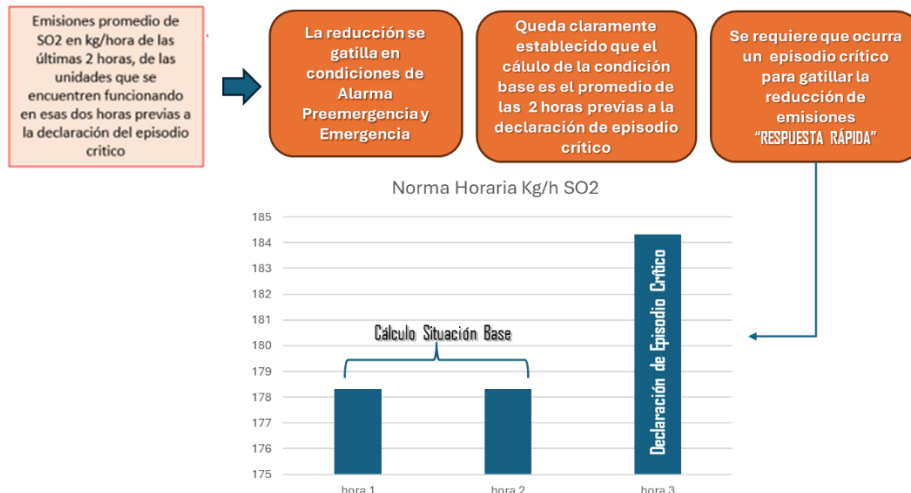 Emisiones promedio de
SO2 en kg/hora de las
últimas 2 horas, de las
unidades que se
encuentren funcionando
en esas dos horas previas a
la declaración del episodio
critico
La reducción se
gatilla en
condiciones de
Alarma
Preemergencia y
Emergencia
Queda claramente
establecido que el
cálulo de la condición
base es el promedio de
las 2 horas previas a la
declaración de episodio
crítico
Se requiere que ocurra
un episodio crítico
para gatillar la
reducción de
emisiones
“RESPUESTA RÁPIDA”
Norma Horaria Kg/h SO2
185
184
183
182
181
180
179
178
177
176
175
Cálculo Situación Base
Declaración de Episodio Crítico
hora 1
hora 2
hora 3